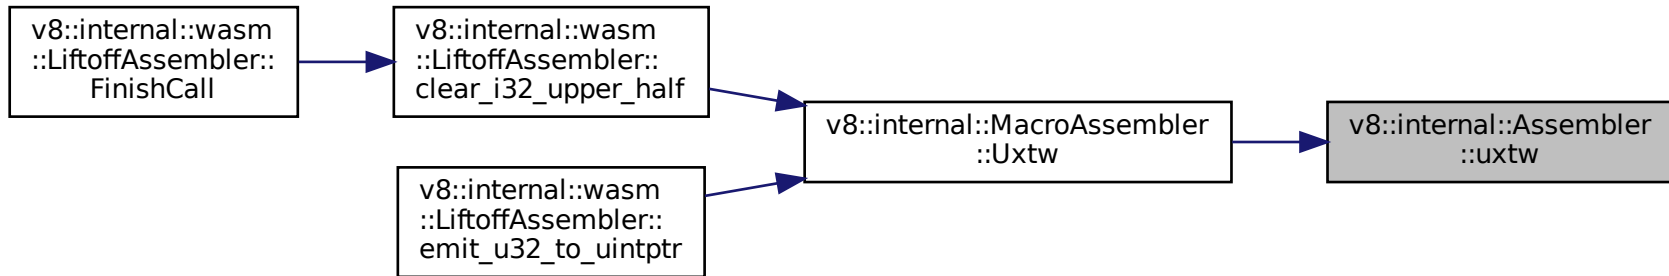 v8::internal::wasm
::LiftoffAssembler::
FinishCall
v8::internal::wasm
::LiftoffAssembler::
clear_i32_upper_half
v8::internal::wasm
::LiftoffAssembler::
emit_u32_to_uintptr
v8::internal::MacroAssembler
::Uxtw
v8::internal::Assembler
::uxtw